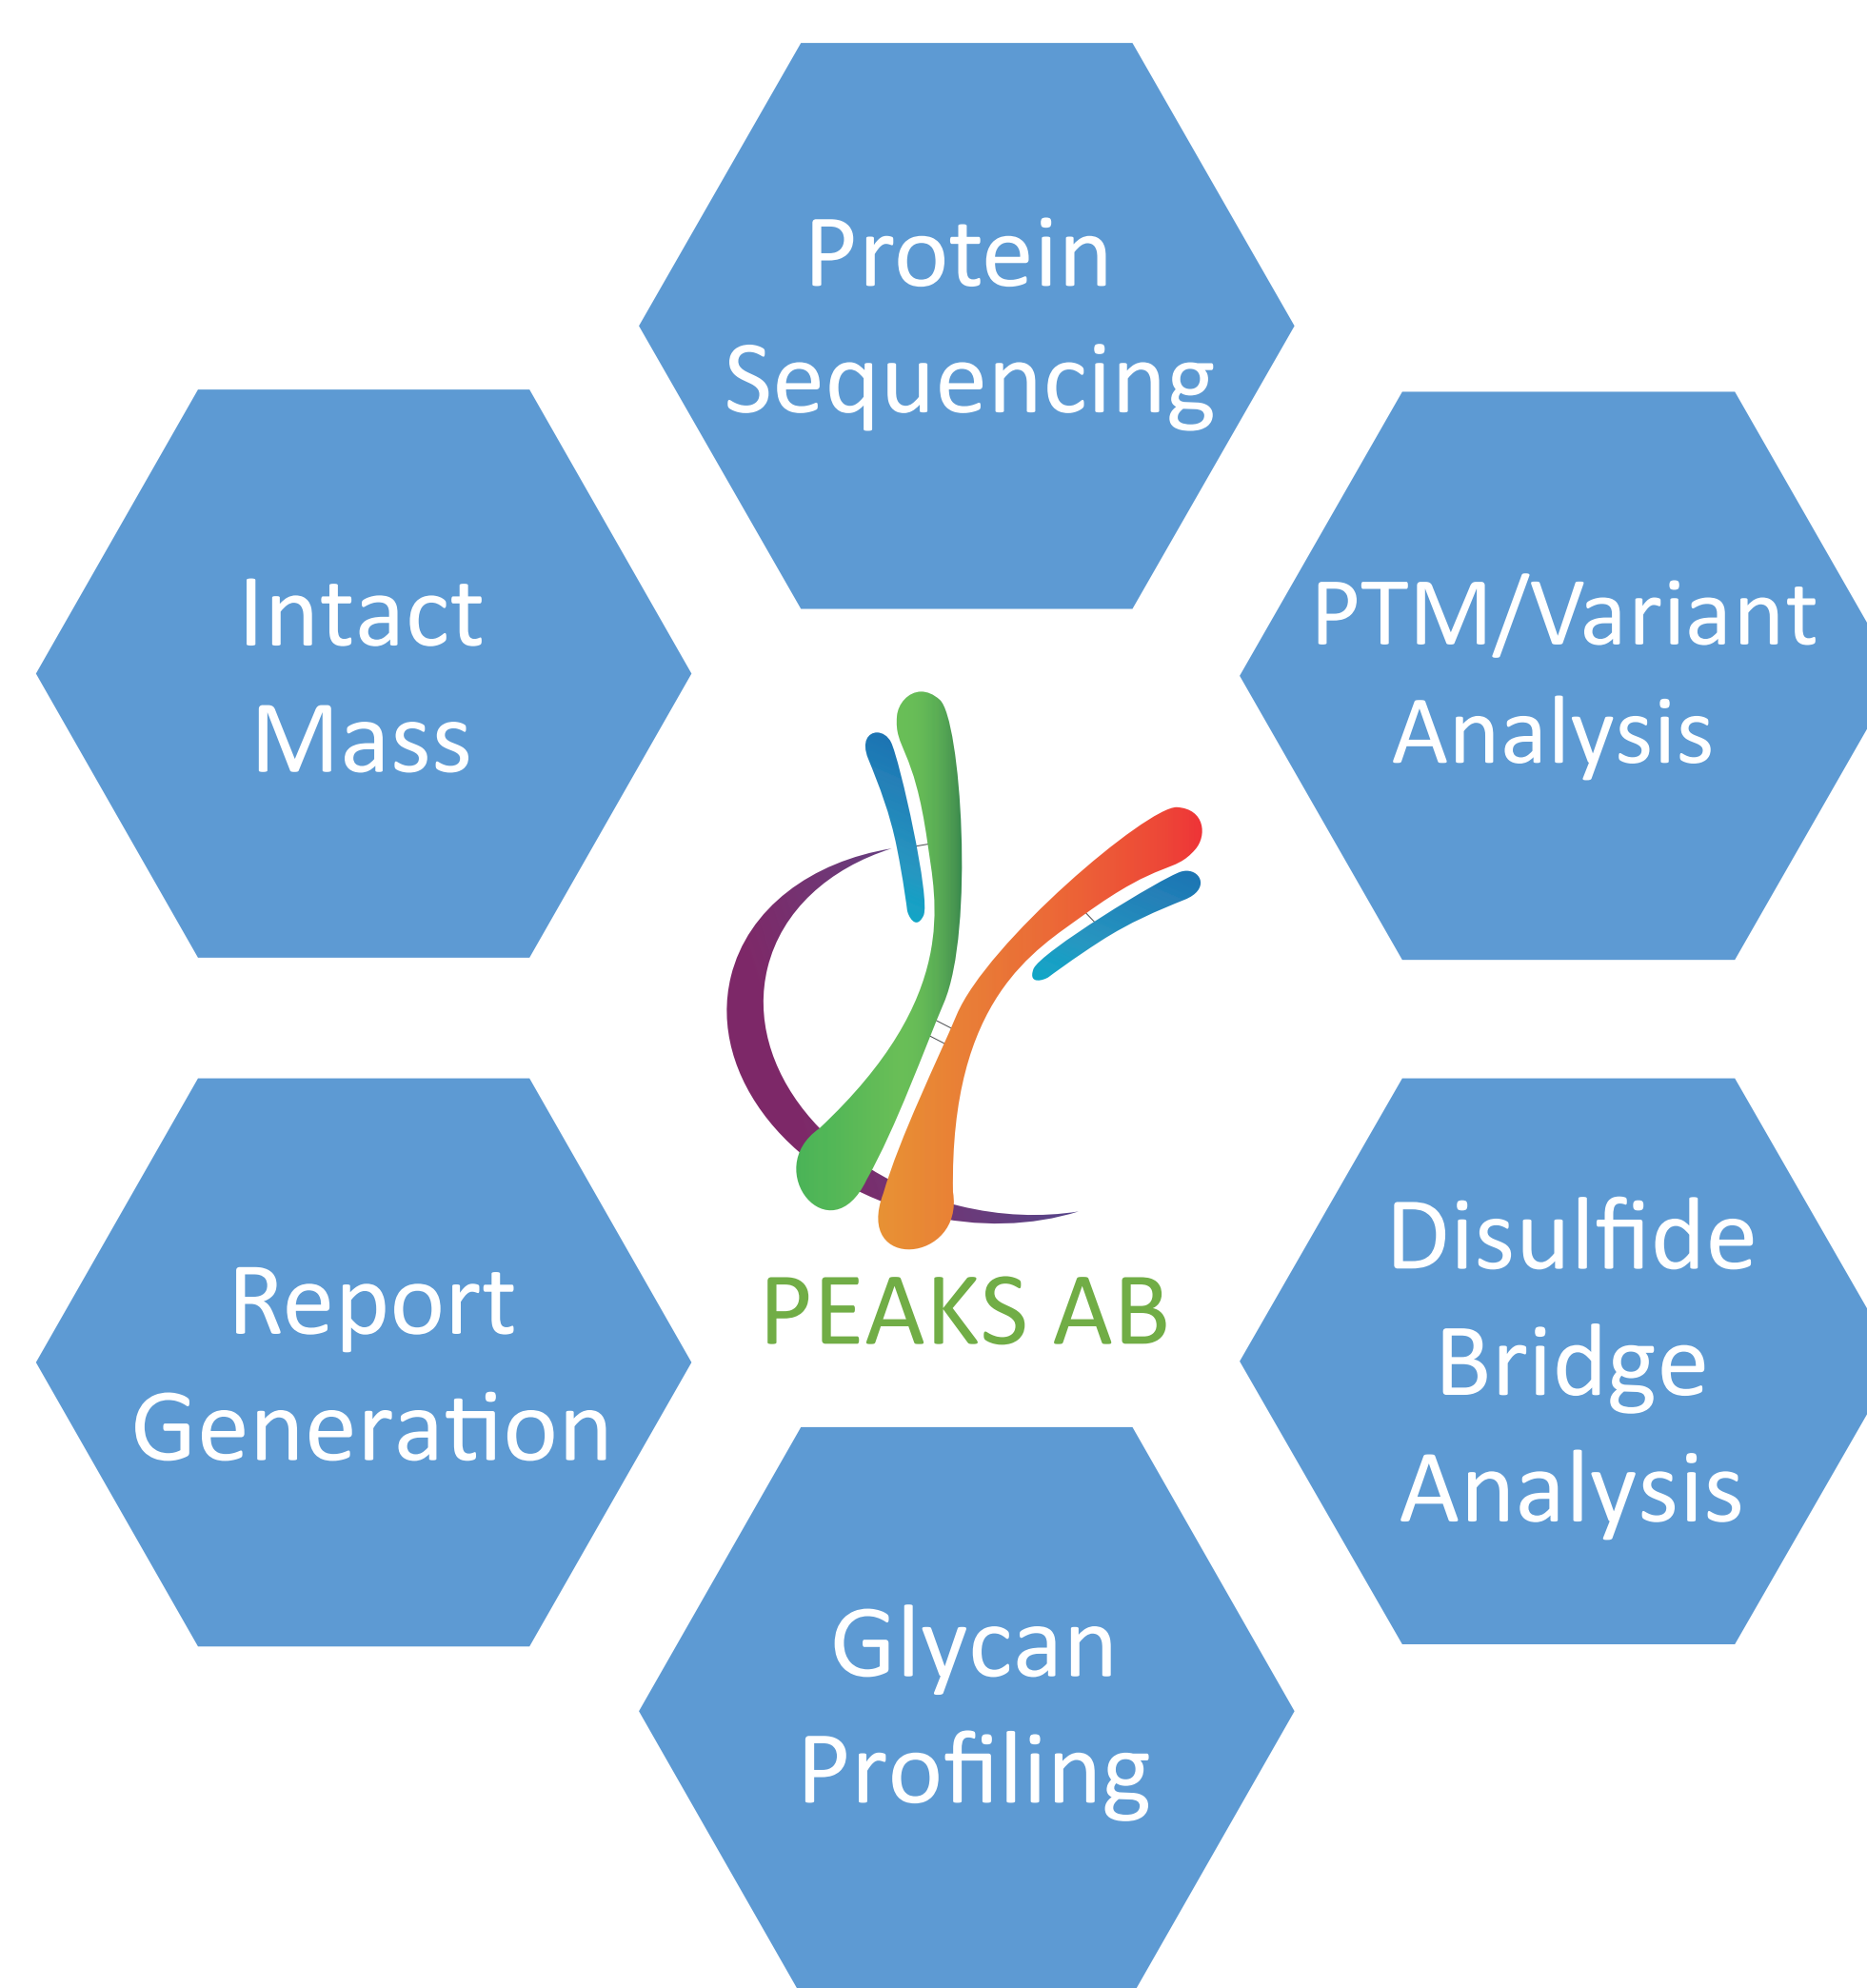 Protein
Sequencing
PTM/Variant
Analysis
Disulfide
Bridge
Analysis
Glycan
Profiling
Report
Generation
Intact
Mass
PEAKS AB